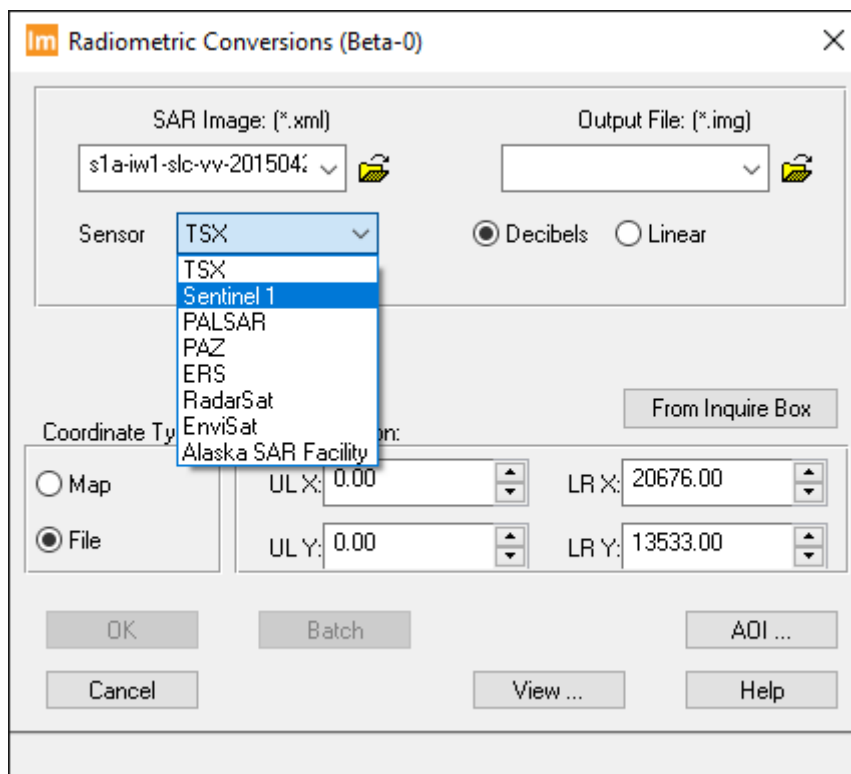 Im Radiometric Conversions (Beta-0)
SAR Image: (*.xml) Output File: (*.img)
s1a-iw1-slc-vv-201504
Sensor TSX Decibels Linear
TSX
Sentinel 1
PALSAR
PAZ
ERS
RadarSat
EnviSat
Alaska SAR Facility
From Inquire Box
Coordinate Ty on:
Map UL X: 0.00 LR X: 20676.00
File UL Y: 0.00 LR Y: 13533.00
OK Batch AOI ...
Cancel View ... Help